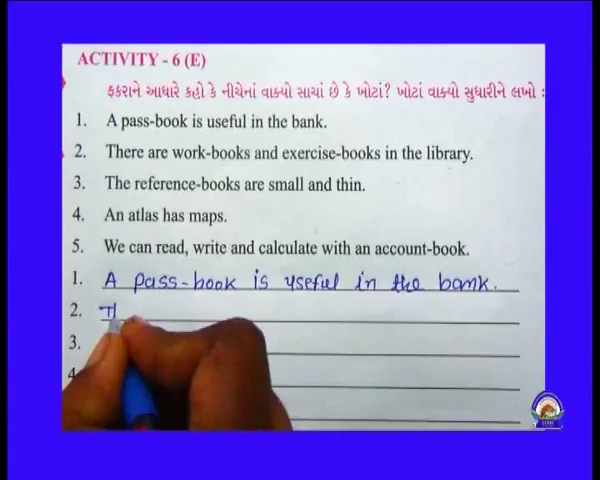 ACTIVITY - 6 (E)
ફકરાને આધારે કહો કે નીચેનાં વાક્યો સાચાં છે કે ખોટાં? ખોટાં વાક્યો સુધારીને લખો :
1. A pass-book is useful in the bank.
2. There are work-books and exercise-books in the library.
3. The reference-books are small and thin.
4. An atlas has maps.
5. We can read, write and calculate with an account-book.
1. A pass-book is useful in the bank.
2. Th
3.
4